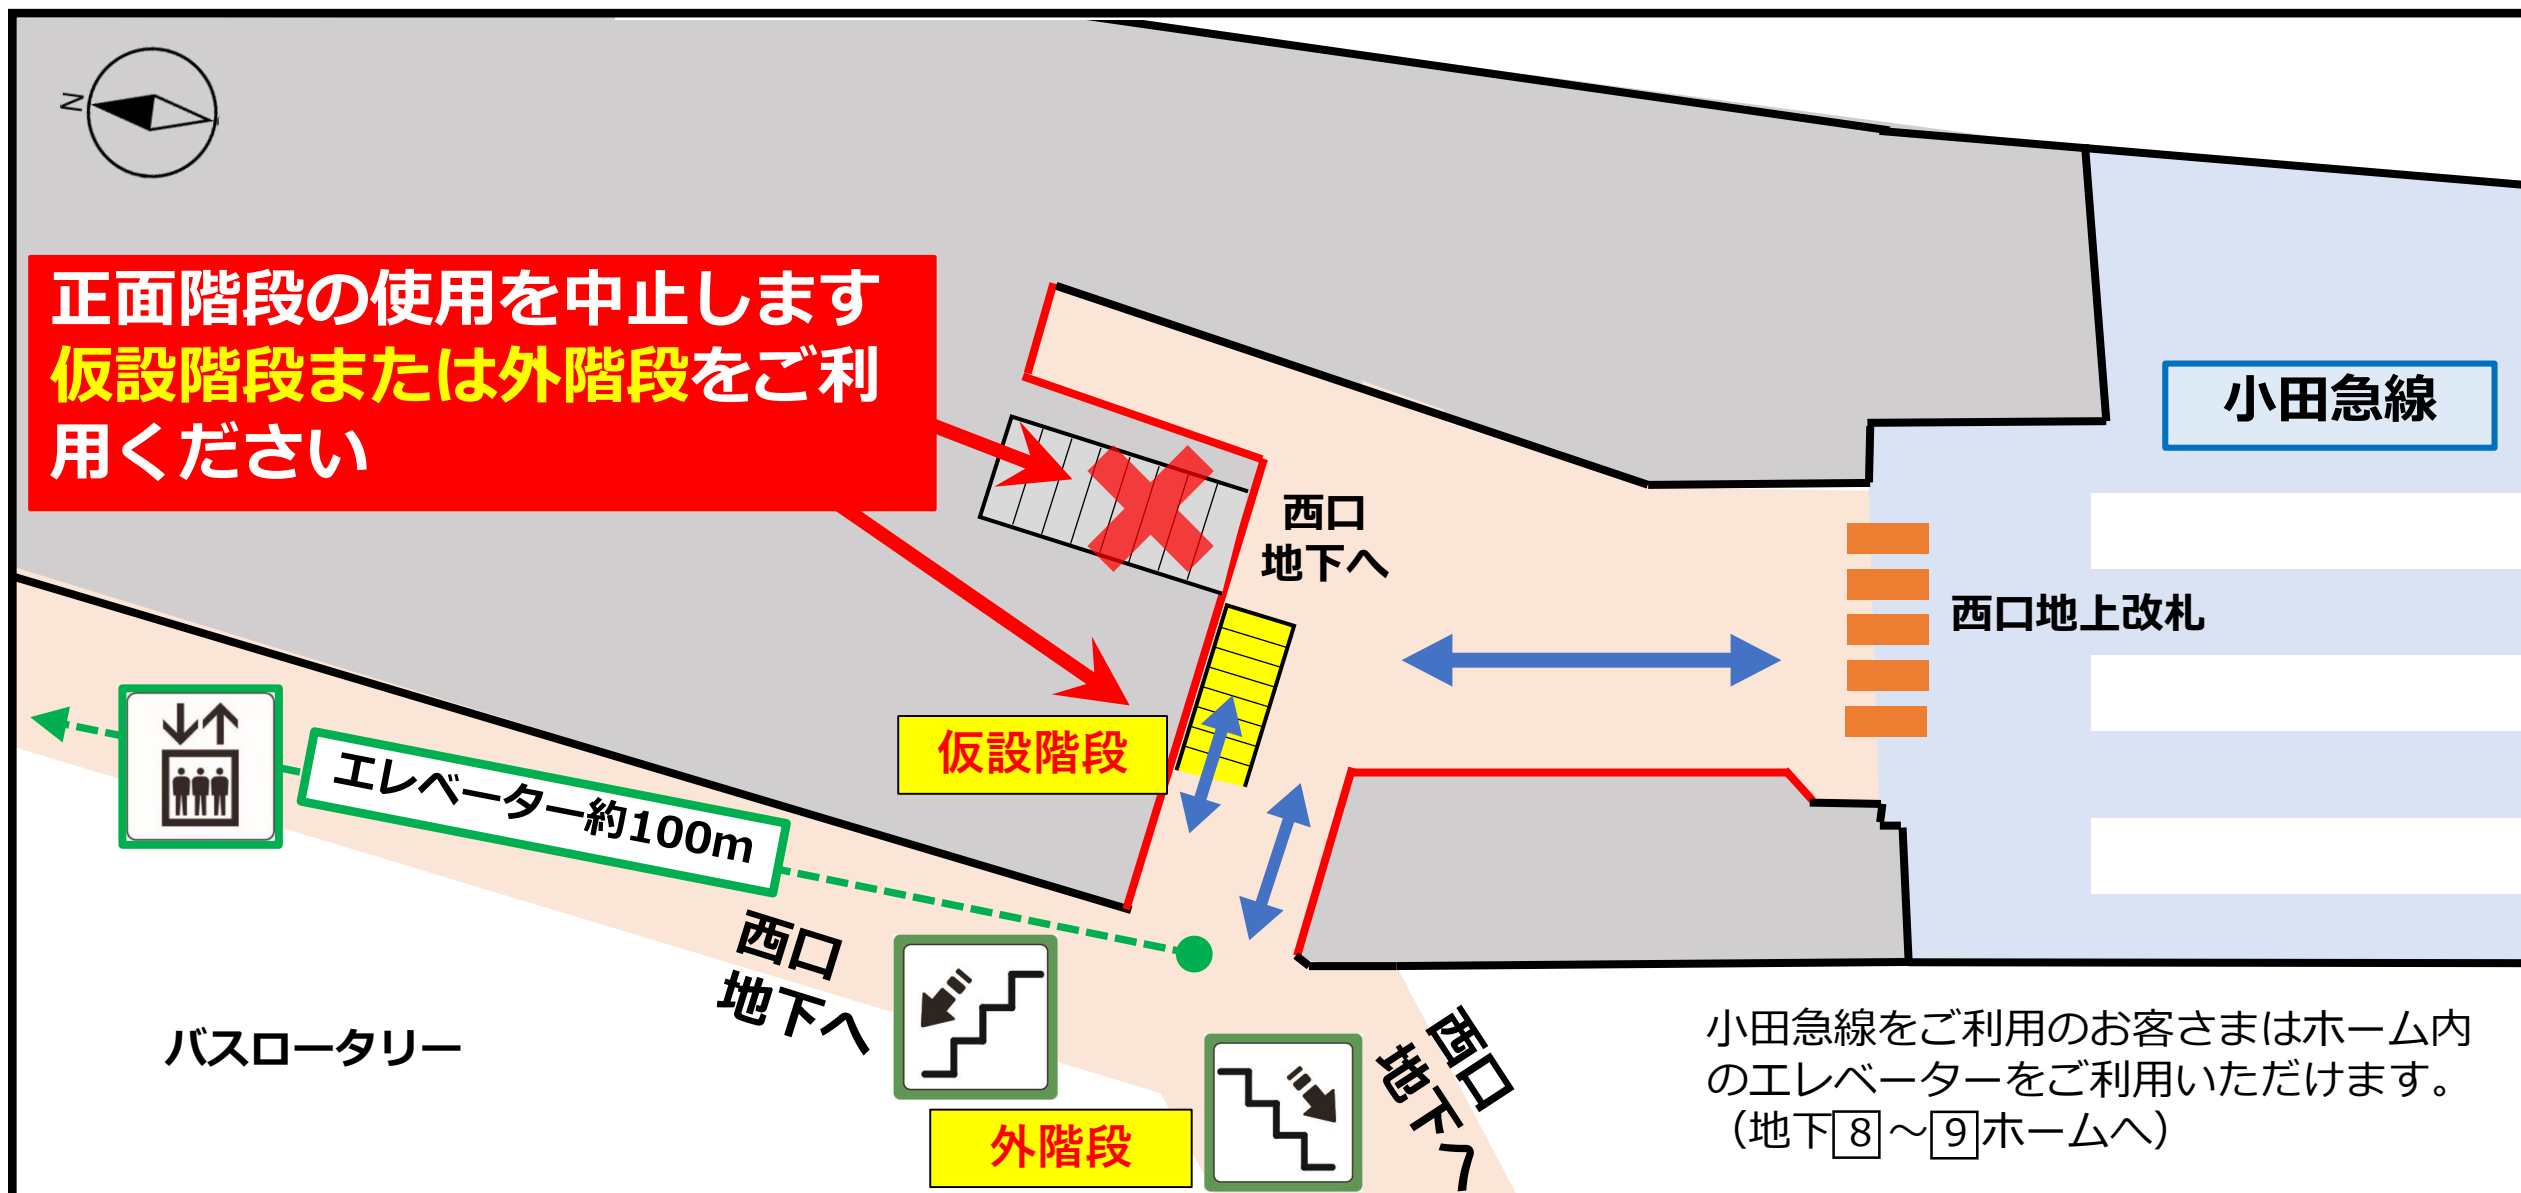 N
正面階段の使用を中止します
仮設階段または外階段をご利
用ください
小田急線
西口
地下へ
西口地上改札
仮設階段
エレベーター約100m
西口
地下へ
バスロータリー
外階段
西口
地下へ
小田急線をご利用のお客さまはホーム内
のエレベーターをご利用いただけます。
（地下8～9ホームへ）